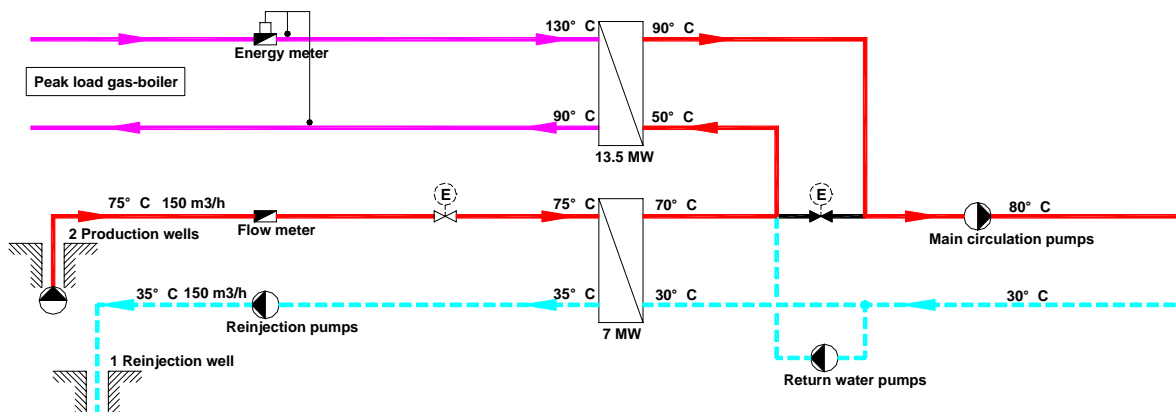 130° C
90° C
Energy meter
Peak load gas-boiler
90° C
50° C
13.5 MW
E
E
75° C 150 m3/h
75° C
70° C
80° C
2 Production wells
Flow meter
Main circulation pumps
35° C 150 m3/h
35° C
30° C
30° C
Reinjection pumps
7 MW
1 Reinjection well
Return water pumps